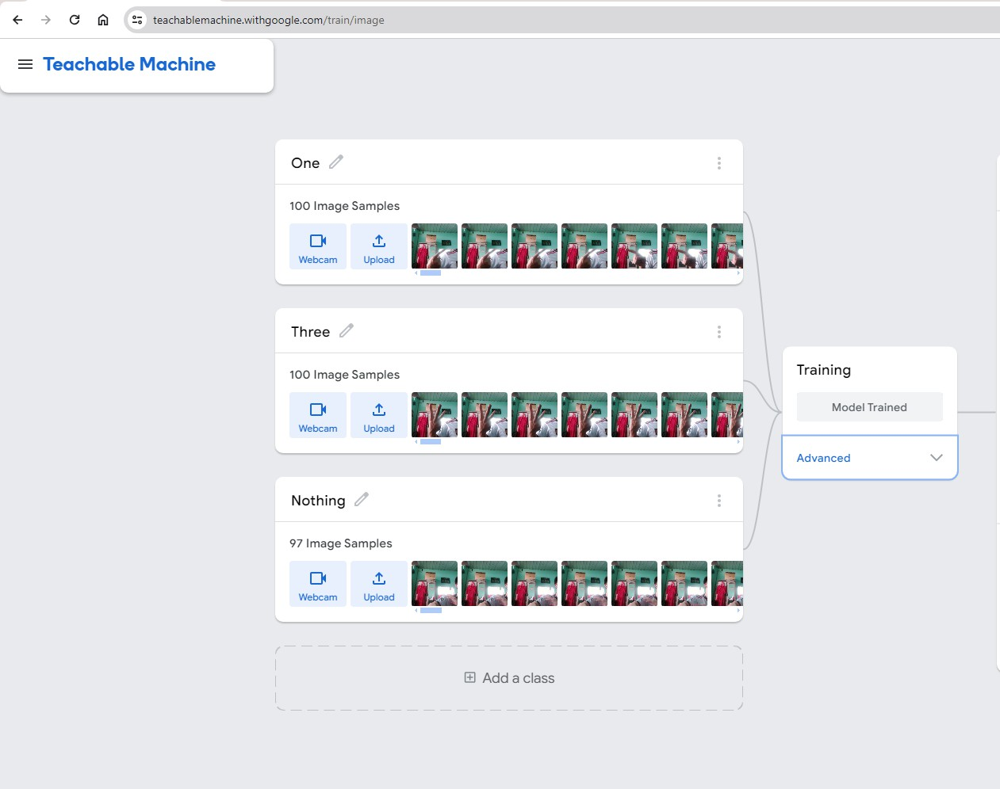 teachablemachine.withgoogle.com/train/image
Teachable Machine
One
100 Image Samples
Webcam
Upload
Three
100 Image Samples
Webcam
Upload
Nothing
97 Image Samples
Webcam
Upload
Add a class
Training
Model Trained
Advanced